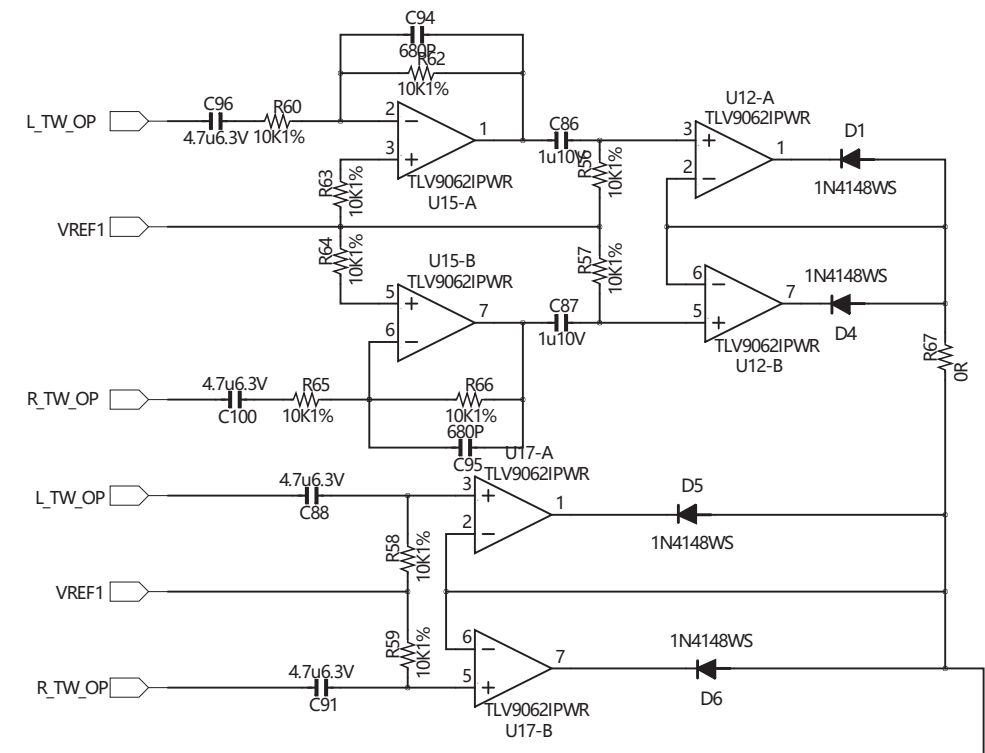 C94
680P
R62
10K1%
C96
4.7u6.3V
R60
10K1%
L_TW_OP
2
3
1
TLV9062IPWR
U15-A
C86
1u10V
R56
10K1%
U12-A
TLV9062IPWR
3
2
1
D1
1N4148WS
R63
10K1%
VREF1
R64
10K1%
U15-B
TLV9062IPWR
5
6
7
R57
10K1%
C87
1u10V
6
5
7
1N4148WS
D4
TLV9062IPWR
U12-B
R67
0R
R_TW_OP
4.7u6.3V
C100
R65
10K1%
R66
10K1%
680P
C95
U17-A
TLV9062IPWR
L_TW_OP
4.7u6.3V
C88
3
2
1
D5
1N4148WS
R58
10K1%
VREF1
R59
10K1%
6
5
7
1N4148WS
D6
R_TW_OP
4.7u6.3V
C91
TLV9062IPWR
U17-B